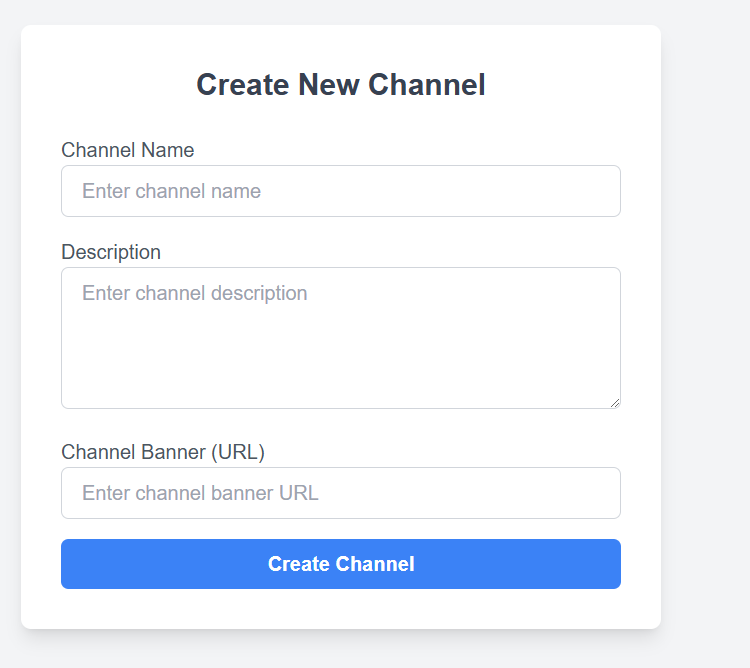 Create New Channel
Channel Name
Enter channel name
Description
Enter channel description
Channel Banner (URL)
Enter channel banner URL
Create Channel